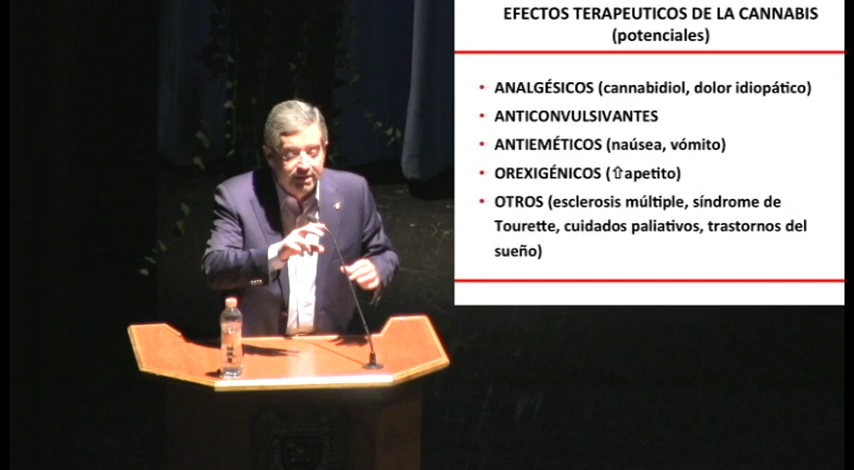 EFECTOS TERAPEUTICOS DE LA CANNABIS
(potenciales)
• ANALGÉSICOS (cannabidiol, dolor idiopático)
• ANTICONVULSIVANTES
• ANTIEMÉTICOS (naúsea, vómito)
• OREXIGÉNICOS (⇧apetito)
• OTROS (esclerosis múltiple, síndrome de
Tourette, cuidados paliativos, trastornos del
sueño)